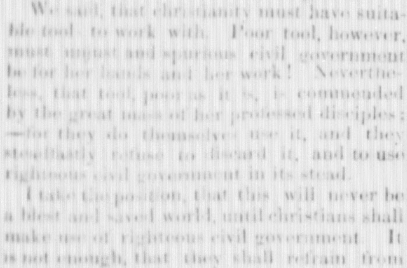 We said, that christianity must have suita-
ble tools to work with. Poor tool, however,
must unjust and spurious civil government
be for her hands and her work! Neverthe-
less, that tool, poor as it is, is commended
by the great mass of her professed disciples;
—for they do themselves use it, and they
steadfastly refuse to discard it, and to use
righteous civil government in its stead.
I take the position, that this will never be
a blest and saved world, until christians shall
make use of righteous civil government. It
is not enough, that they shall refrain from